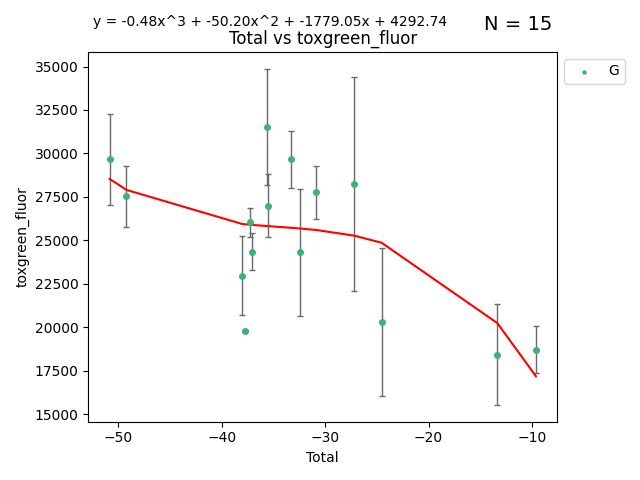 y = -0.48x^3 + -50.20x^2 + -1779.05x + 4292.74
N = 15
Total vs toxgreen_fluor
G
35000
32500
30000
27500
25000
22500
20000
17500
15000
toxgreen_fluor
−50 −40 −30 −20 −10
Total